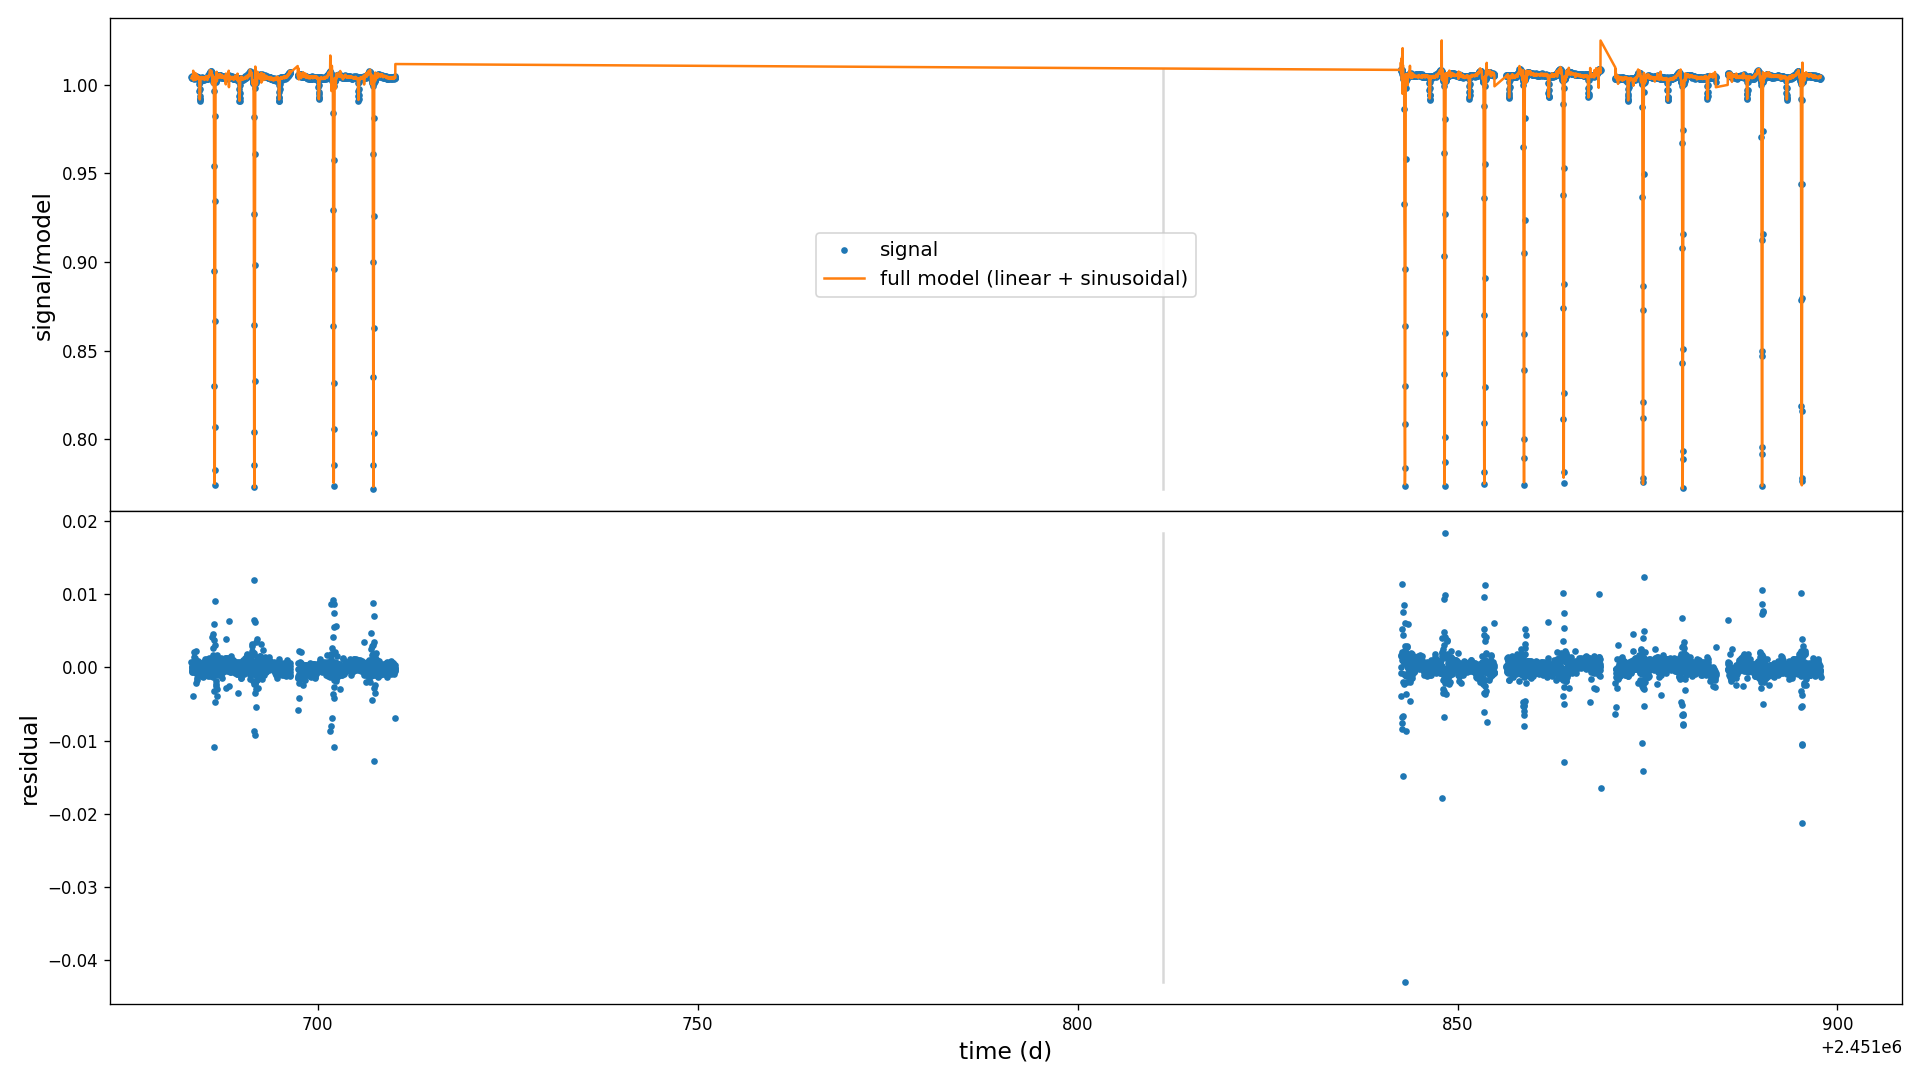 1.00
0.95
0.90
0.85
0.80
signal/model
signal
full model (linear + sinusoidal)
0.02
0.01
0.00
−0.01
−0.02
−0.03
−0.04
residual
700
750
800
850
900
time (d)
+2.451e6